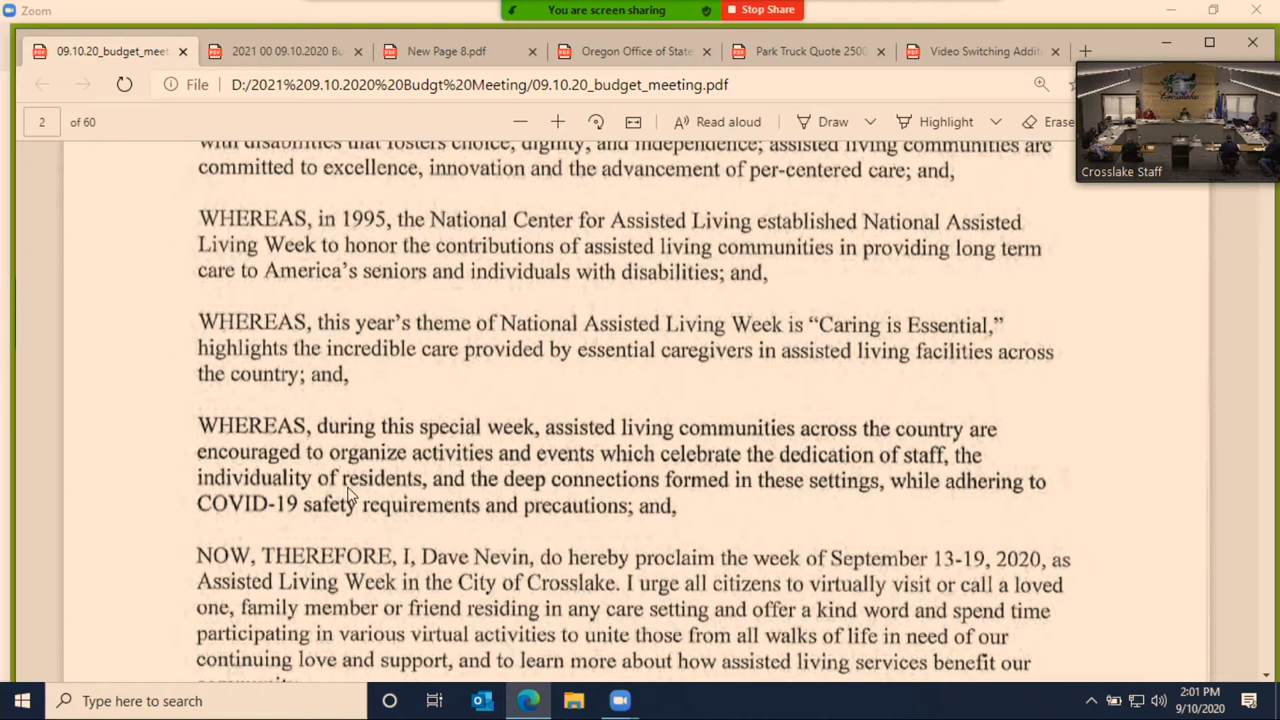 Zoom
You are screen sharing
Stop Share
09.10.20_budget_meet
2021 00 09.10.2020 Bu
New Page 8.pdf
Oregon Office of State
Park Truck Quote 2500
Video Switching Additi
File
D:/2021%209.10.2020%20Budgt%20Meeting/09.10.20_budget_meeting.pdf
2 of 60
Read aloud
Draw
Highlight
Erase
Crosslake Staff
with disabilities that fosters choice, dignity, and independence; assisted living communities are
committed to excellence, innovation and the advancement of per-centered care; and,
WHEREAS, in 1995, the National Center for Assisted Living established National Assisted
Living Week to honor the contributions of assisted living communities in providing long term
care to America's seniors and individuals with disabilities; and,
WHEREAS, this year's theme of National Assisted Living Week is “Caring is Essential,”
highlights the incredible care provided by essential caregivers in assisted living facilities across
the country; and,
WHEREAS, during this special week, assisted living communities across the country are
encouraged to organize activities and events which celebrate the dedication of staff, the
individuality of residents, and the deep connections formed in these settings, while adhering to
COVID-19 safety requirements and precautions; and,
NOW, THEREFORE, I, Dave Nevin, do hereby proclaim the week of September 13-19, 2020, as
Assisted Living Week in the City of Crosslake. I urge all citizens to virtually visit or call a loved
one, family member or friend residing in any care setting and offer a kind word and spend time
participating in various virtual activities to unite those from all walks of life in need of our
continuing love and support, and to learn more about how assisted living services benefit our
Type here to search
2:01 PM
9/10/2020